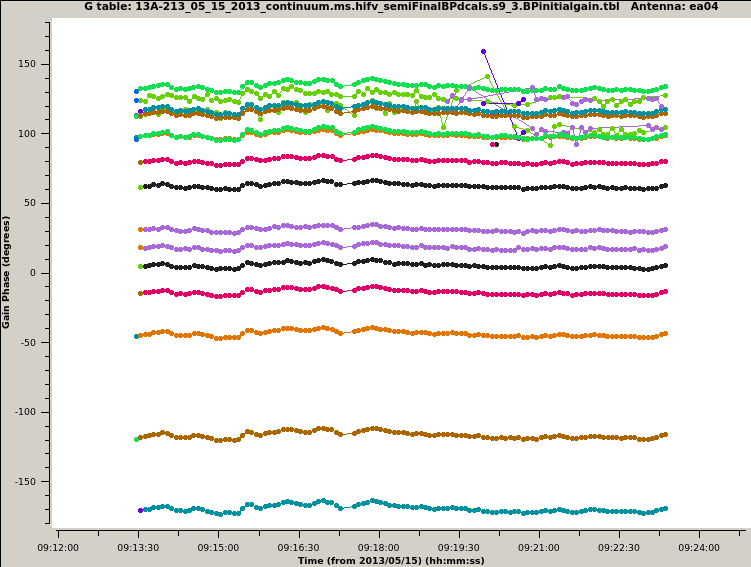 G table: 13A-213_05_15_2013_continuum.ms.hifv_semiFinalBPdcals.s9_3.BPinitialgain.tbl Antenna: ea04
Gain Phase (degrees)
150
100
50
0
-50
-100
-150
09:12:00 09:13:30 09:15:00 09:16:30 09:18:00 09:19:30 09:21:00 09:22:30 09:24:00
Time (from 2013/05/15) (hh:mm:ss)